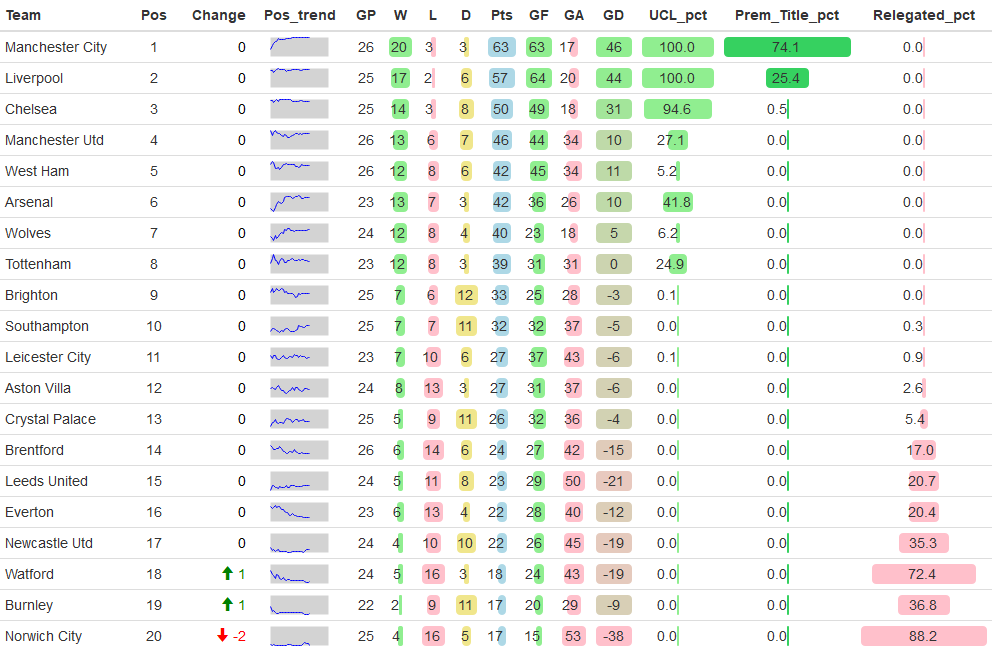 Team Pos Change Pos_trend GP W L D Pts GF GA GD UCL_pct Prem_Title_pct Relegated_pct
Manchester City 1 0 26 20 3 3 63 63 17 46 100.0 74.1 0.0
Liverpool 2 0 25 17 2 6 57 64 20 44 100.0 25.4 0.0
Chelsea 3 0 25 14 3 8 50 49 18 31 94.6 0.5 0.0
Manchester Utd 4 0 26 13 6 7 46 44 34 10 27.1 0.0 0.0
West Ham 5 0 26 12 8 6 42 45 34 11 5.2 0.0 0.0
Arsenal 6 0 23 13 7 3 42 36 26 10 41.8 0.0 0.0
Wolves 7 0 24 12 8 4 40 23 18 5 6.2 0.0 0.0
Tottenham 8 0 23 12 8 3 39 31 31 0 24.9 0.0 0.0
Brighton 9 0 25 7 6 12 33 25 28 -3 0.1 0.0 0.0
Southampton 10 0 25 7 7 11 32 32 37 -5 0.0 0.0 0.3
Leicester City 11 0 23 7 10 6 27 37 43 -6 0.1 0.0 0.9
Aston Villa 12 0 24 8 13 3 27 31 37 -6 0.0 0.0 2.6
Crystal Palace 13 0 25 5 9 11 26 32 36 -4 0.0 0.0 5.4
Brentford 14 0 26 6 14 6 24 27 42 -15 0.0 0.0 17.0
Leeds United 15 0 24 5 11 8 23 29 50 -21 0.0 0.0 20.7
Everton 16 0 23 6 13 4 22 28 40 -12 0.0 0.0 20.4
Newcastle Utd 17 0 24 4 10 10 22 26 45 -19 0.0 0.0 35.3
Watford 18 1 24 5 16 3 18 24 43 -19 0.0 0.0 72.4
Burnley 19 1 22 2 9 11 17 20 29 -9 0.0 0.0 36.8
Norwich City 20 -2 25 4 16 5 17 15 53 -38 0.0 0.0 88.2